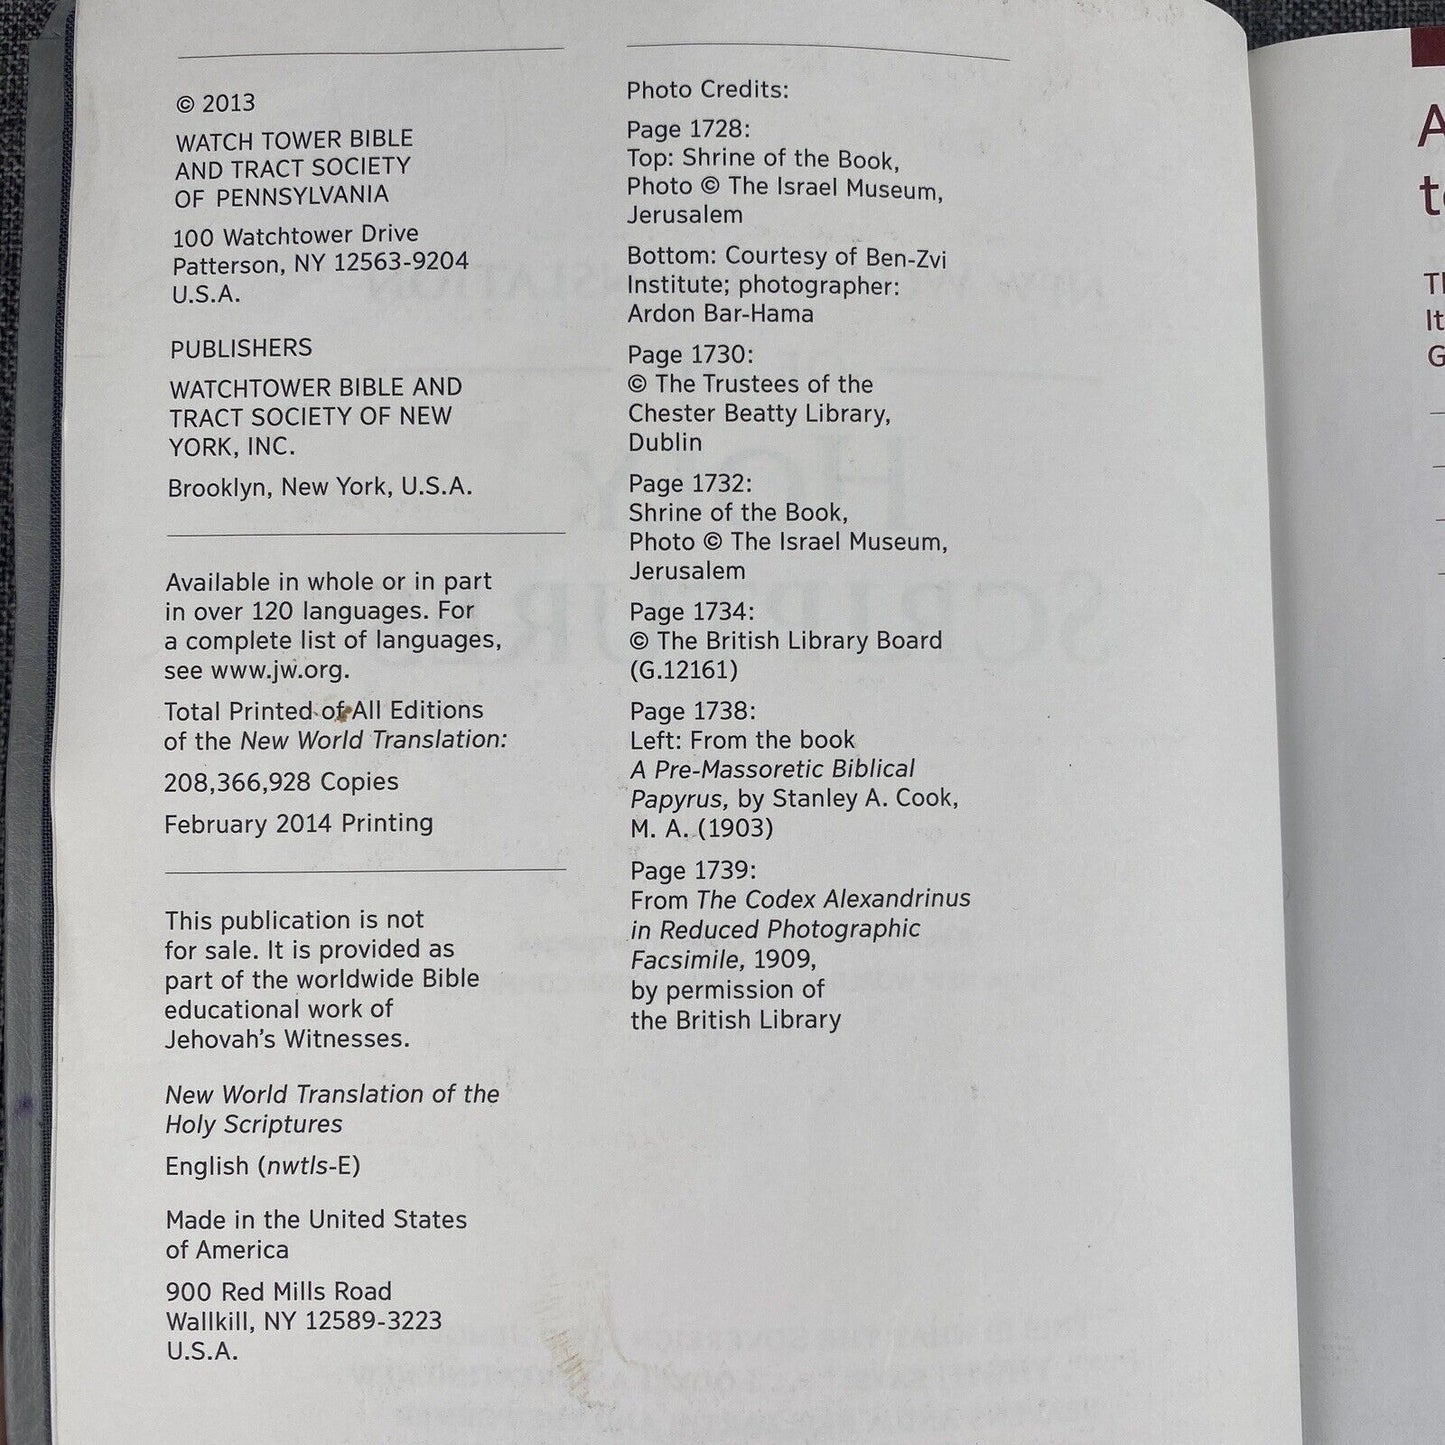 © 2013
WATCH TOWER BIBLE
AND TRACT SOCIETY
OF PENNSYLVANIA
100 Watchtower Drive
Patterson, NY 12563-9204
U.S.A.
PUBLISHERS
WATCHTOWER BIBLE AND
TRACT SOCIETY OF NEW
YORK, INC.
Brooklyn, New York, U.S.A.
Available in whole or in part
in over 120 languages. For
a complete list of languages,
see www.jw.org.
Total Printed of All Editions
of the New World Translation:
208,366,928 Copies
February 2014 Printing
This publication is not
for sale. It is provided as
part of the worldwide Bible
educational work of
Jehovah's Witnesses.
New World Translation of the
Holy Scriptures
English (nwtls-E)
Made in the United States
of America
900 Red Mills Road
Wallkill, NY 12589-3223
U.S.A.
Photo Credits:
Page 1728:
Top: Shrine of the Book,
Photo © The Israel Museum,
Jerusalem
Bottom: Courtesy of Ben-Zvi
Institute; photographer:
Ardon Bar-Hama
Page 1730:
© The Trustees of the
Chester Beatty Library,
Dublin
Page 1732:
Shrine of the Book,
Photo © The Israel Museum,
Jerusalem
Page 1734:
© The British Library Board
(G.12161)
Page 1738:
Left: From the book
A Pre-Massoretic Biblical
Papyrus, by Stanley A. Cook,
M. A. (1903)
Page 1739:
From The Codex Alexandrinus
in Reduced Photographic
Facsimile, 1909,
by permission of
the British Library